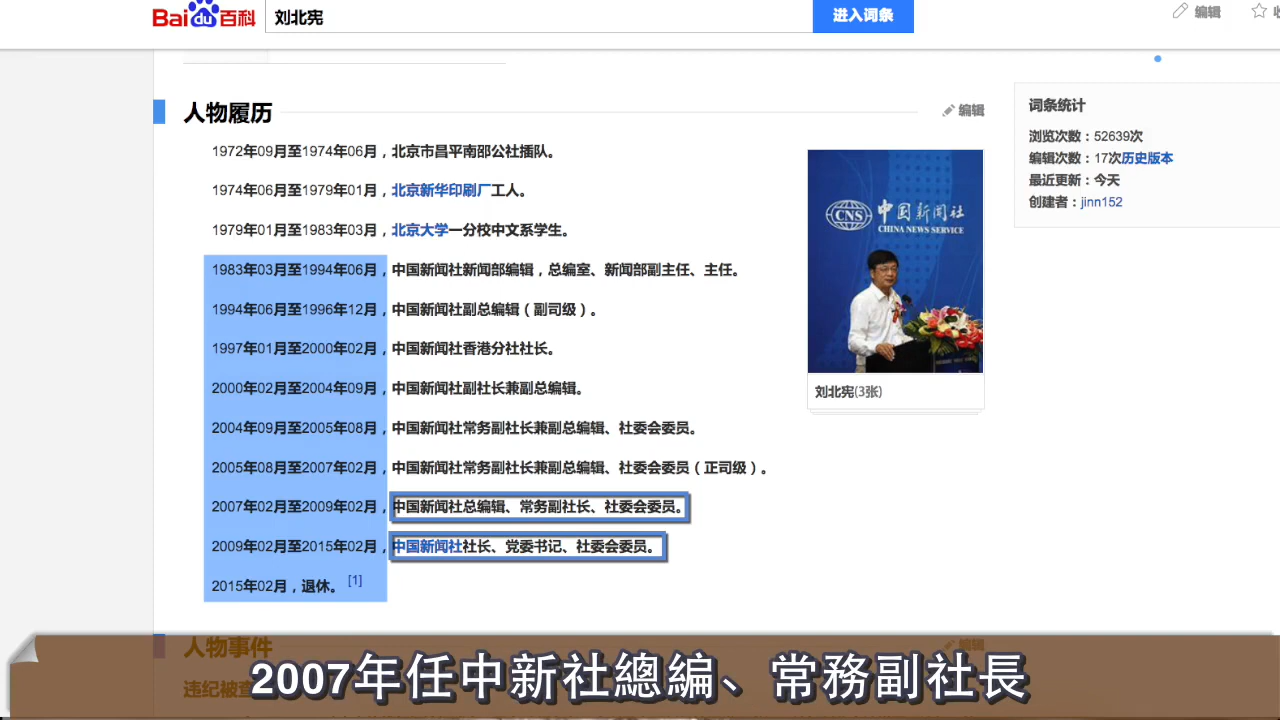 Bai du 百科
刘北宪
进入词条
编辑
人物履历
编辑
1972年09月至1974年06月，北京市昌平南邵公社插队。
1974年06月至1979年01月，北京新华印刷厂工人。
1979年01月至1983年03月，北京大学一分校中文系学生。
1983年03月至1994年06月，中国新闻社新闻部编辑，总编室、新闻部副主任、主任。
1994年06月至1996年12月，中国新闻社副总编辑（副司级）。
1997年01月至2000年02月，中国新闻社香港分社社长。
2000年02月至2004年09月，中国新闻社副社长兼副总编辑。
2004年09月至2005年08月，中国新闻社常务副社长兼副总编辑、社委会委员。
2005年08月至2007年02月，中国新闻社常务副社长兼副总编辑、社委会委员（正司级）。
2007年02月至2009年02月，中国新闻社总编辑、常务副社长、社委会委员。
2009年02月至2015年02月，中国新闻社社长、党委书记、社委会委员。
2015年02月，退休。 [1]
CNS 中国新闻社
CHINA NEWS SERVICE
刘北宪(3张)
词条统计
浏览次数：52639次
编辑次数：17次历史版本
最近更新：今天
创建者：jinn152
人物事件
编辑
违纪被查
2007年任中新社總編、常務副社長